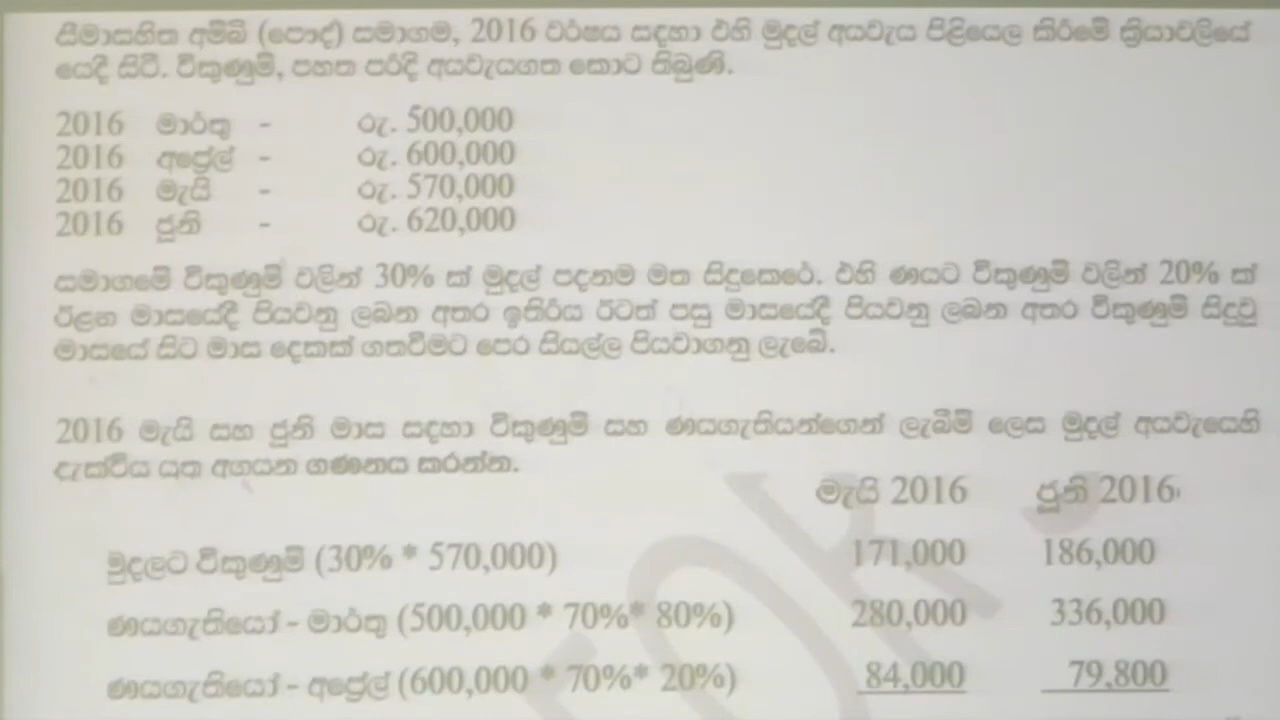 සීමාසහිත අම්බි (පොද්) සමාගම, 2016 වර්ෂය සඳහා එහි මුදල් අයවැය පිළියෙල කිරීමේ ක්‍රියාවලියේ
යෙදී සිටී. විකුණුම්, පහත පරිදි අයවැයගත කොට තිබුණි.
2016 මාර්තු - රු. 500,000
2016 අප්‍රේල් - රු. 600,000
2016 මැයි - රු. 570,000
2016 ජූනි - රු. 620,000
සමාගමේ විකුණුම් වලින් 30% ක් මුදල් පදනම මත සිදුකෙරේ. එහි ණයට විකුණුම් වලින් 20% ක්
ඊළඟ මාසයේදී පියවනු ලබන අතර ඉතිරිය ඊටත් පසු මාසයේදී පියවනු ලබන අතර විකුණුම් සිදුවූ
මාසයේ සිට මාස දෙකක් ගතවීමට පෙර සියල්ල පියවාගනු ලැබේ.
2016 මැයි සහ ජූනි මාස සඳහා විකුණුම් සහ ණයගැතියන්ගෙන් ලැබීම් ලෙස මුදල් අයවැයෙහි
දැක්විය යුතු අගයන ගණනය කරන්න.
මැයි 2016 ජූනි 2016
මුදලට විකුණුම් (30% * 570,000) 171,000 186,000
ණයගැතියෝ - මාර්තු (500,000 * 70%* 80%) 280,000 336,000
ණයගැතියෝ - අප්‍රේල් (600,000 * 70%* 20%) 84,000 79,800